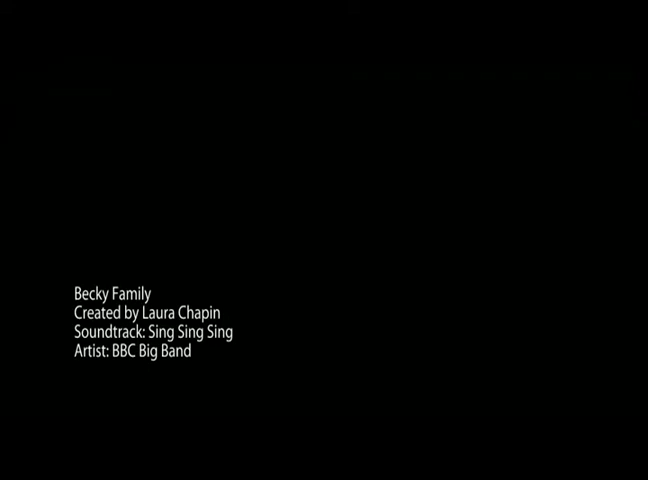 Becky Family
Created by Laura Chapin
Soundtrack: Sing Sing Sing
Artist: BBC Big Band